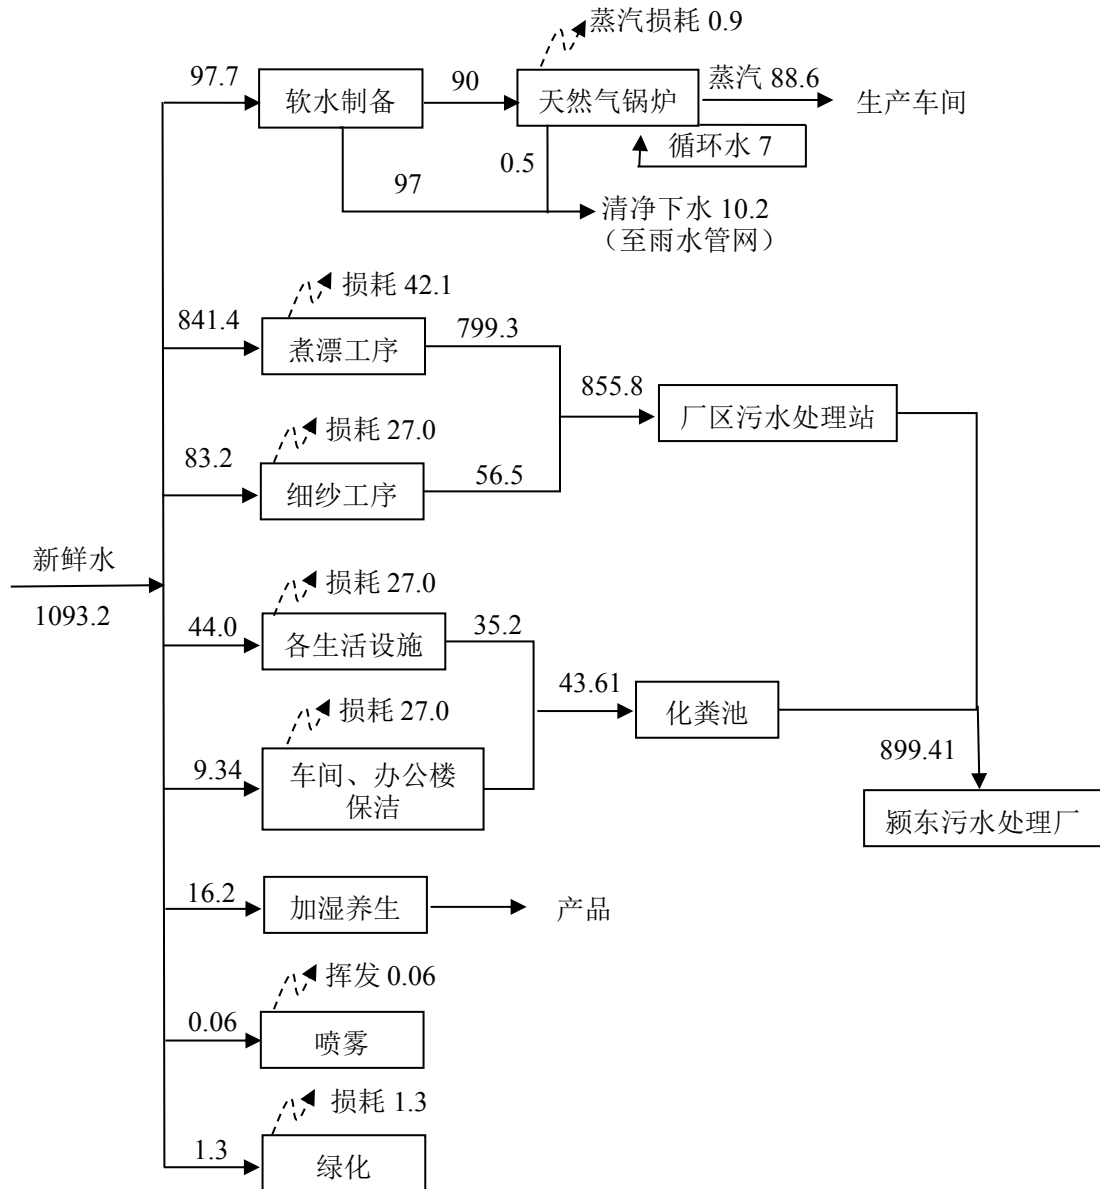 蒸汽损耗 0.9
97.7
软水制备
90
天然气锅炉
蒸汽 88.6
生产车间
循环水 7
0.5
97
清净下水 10.2
（至雨水管网）
损耗 42.1
841.4
煮漂工序
799.3
855.8
厂区污水处理站
损耗 27.0
83.2
细纱工序
56.5
新鲜水
1093.2
损耗 27.0
44.0
各生活设施
35.2
43.61
化粪池
损耗 27.0
9.34
车间、办公楼
保洁
899.41
颍东污水处理厂
16.2
加湿养生
产品
挥发 0.06
0.06
喷雾
损耗 1.3
1.3
绿化